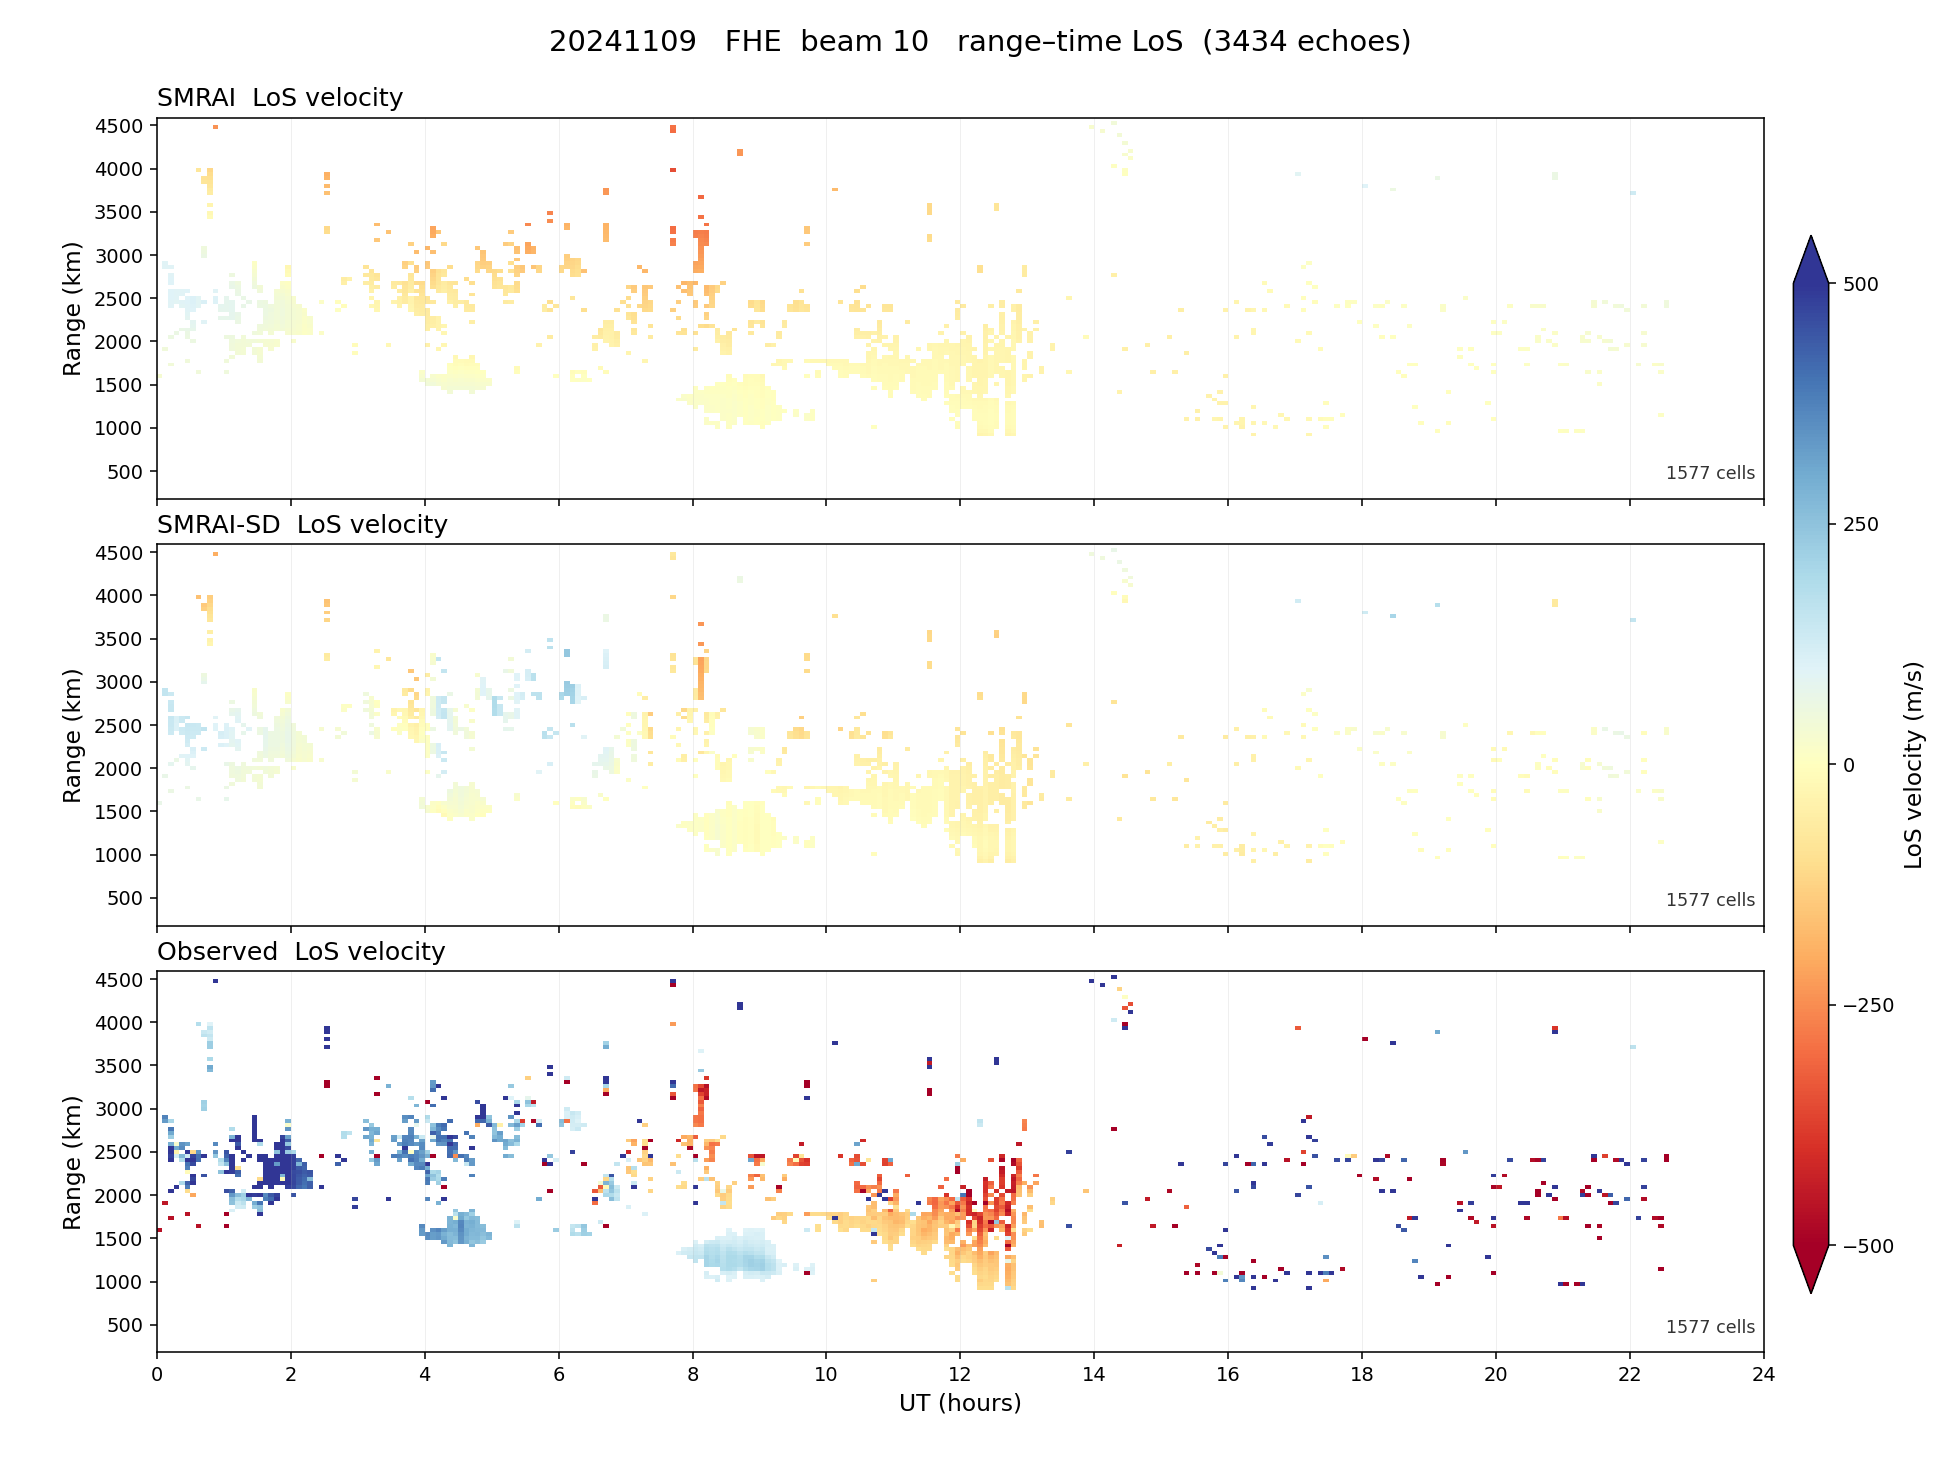 20241109   FHE  beam 10   range–time LoS  (3434 echoes)
SMRAI  LoS velocity
4500
4000
3500
3000
2500
2000
1500
1000
500
Range (km)
1577 cells
SMRAI-SD  LoS velocity
4500
4000
3500
3000
2500
2000
1500
1000
500
Range (km)
1577 cells
Observed  LoS velocity
4500
4000
3500
3000
2500
2000
1500
1000
500
Range (km)
1577 cells
0 2 4 6 8 10 12 14 16 18 20 22 24
UT (hours)
500
250
0
−250
−500
LoS velocity (m/s)